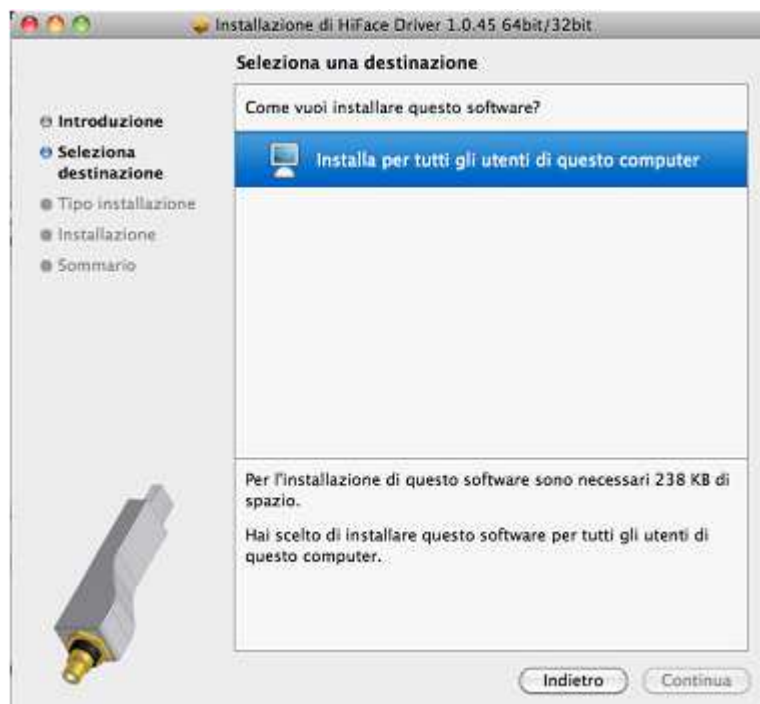 Installazione di HiFace Driver 1.0.45 64bit/32bit
Seleziona una destinazione
Introduzione
Seleziona
destinazione
Tipo installazione
Installazione
Sommario
Come vuoi installare questo software?
Installa per tutti gli utenti di questo computer
Per l'installazione di questo software sono necessari 238 KB di
spazio.
Hai scelto di installare questo software per tutti gli utenti di
questo computer.
Indietro
Continua